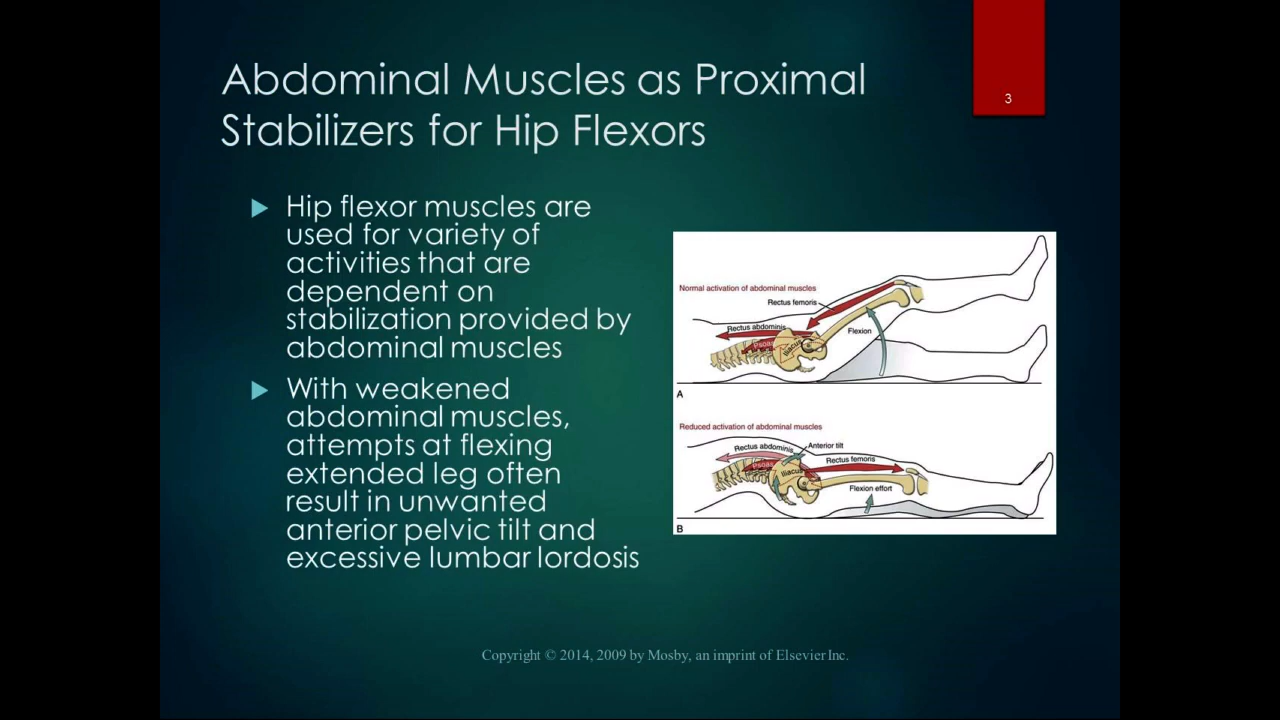 Abdominal Muscles as Proximal
Stabilizers for Hip Flexors
3
Hip flexor muscles are
used for variety of
activities that are
dependent on
stabilization provided by
abdominal muscles
With weakened
abdominal muscles,
attempts at flexing
extended leg often
result in unwanted
anterior pelvic tilt and
excessive lumbar lordosis
Normal activation of abdominal muscles
Rectus femoris
Rectus abdominis
Flexion
Psoas
Iliacus
A
Reduced activation of abdominal muscles
Rectus abdominis
Anterior tilt
Rectus femoris
Psoas
Iliacus
Flexion effort
B
Copyright © 2014, 2009 by Mosby, an imprint of Elsevier Inc.